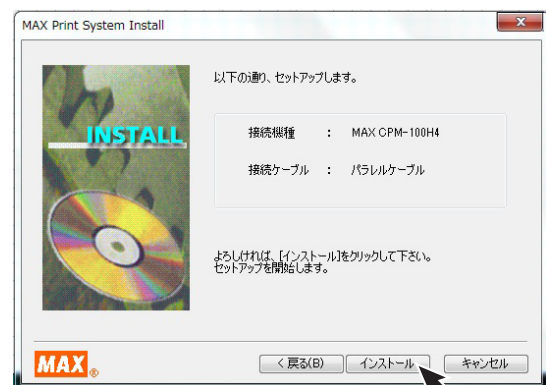 MAX Print System Install
INSTALL
以下の通り、セットアップします。
接続機種 : MAX CPM-100H4
接続ケーブル : パラレルケーブル
よろしければ、[インストール]をクリックして下さい。
セットアップを開始します。
MAX®
< 戻る(B) インストール キャンセル